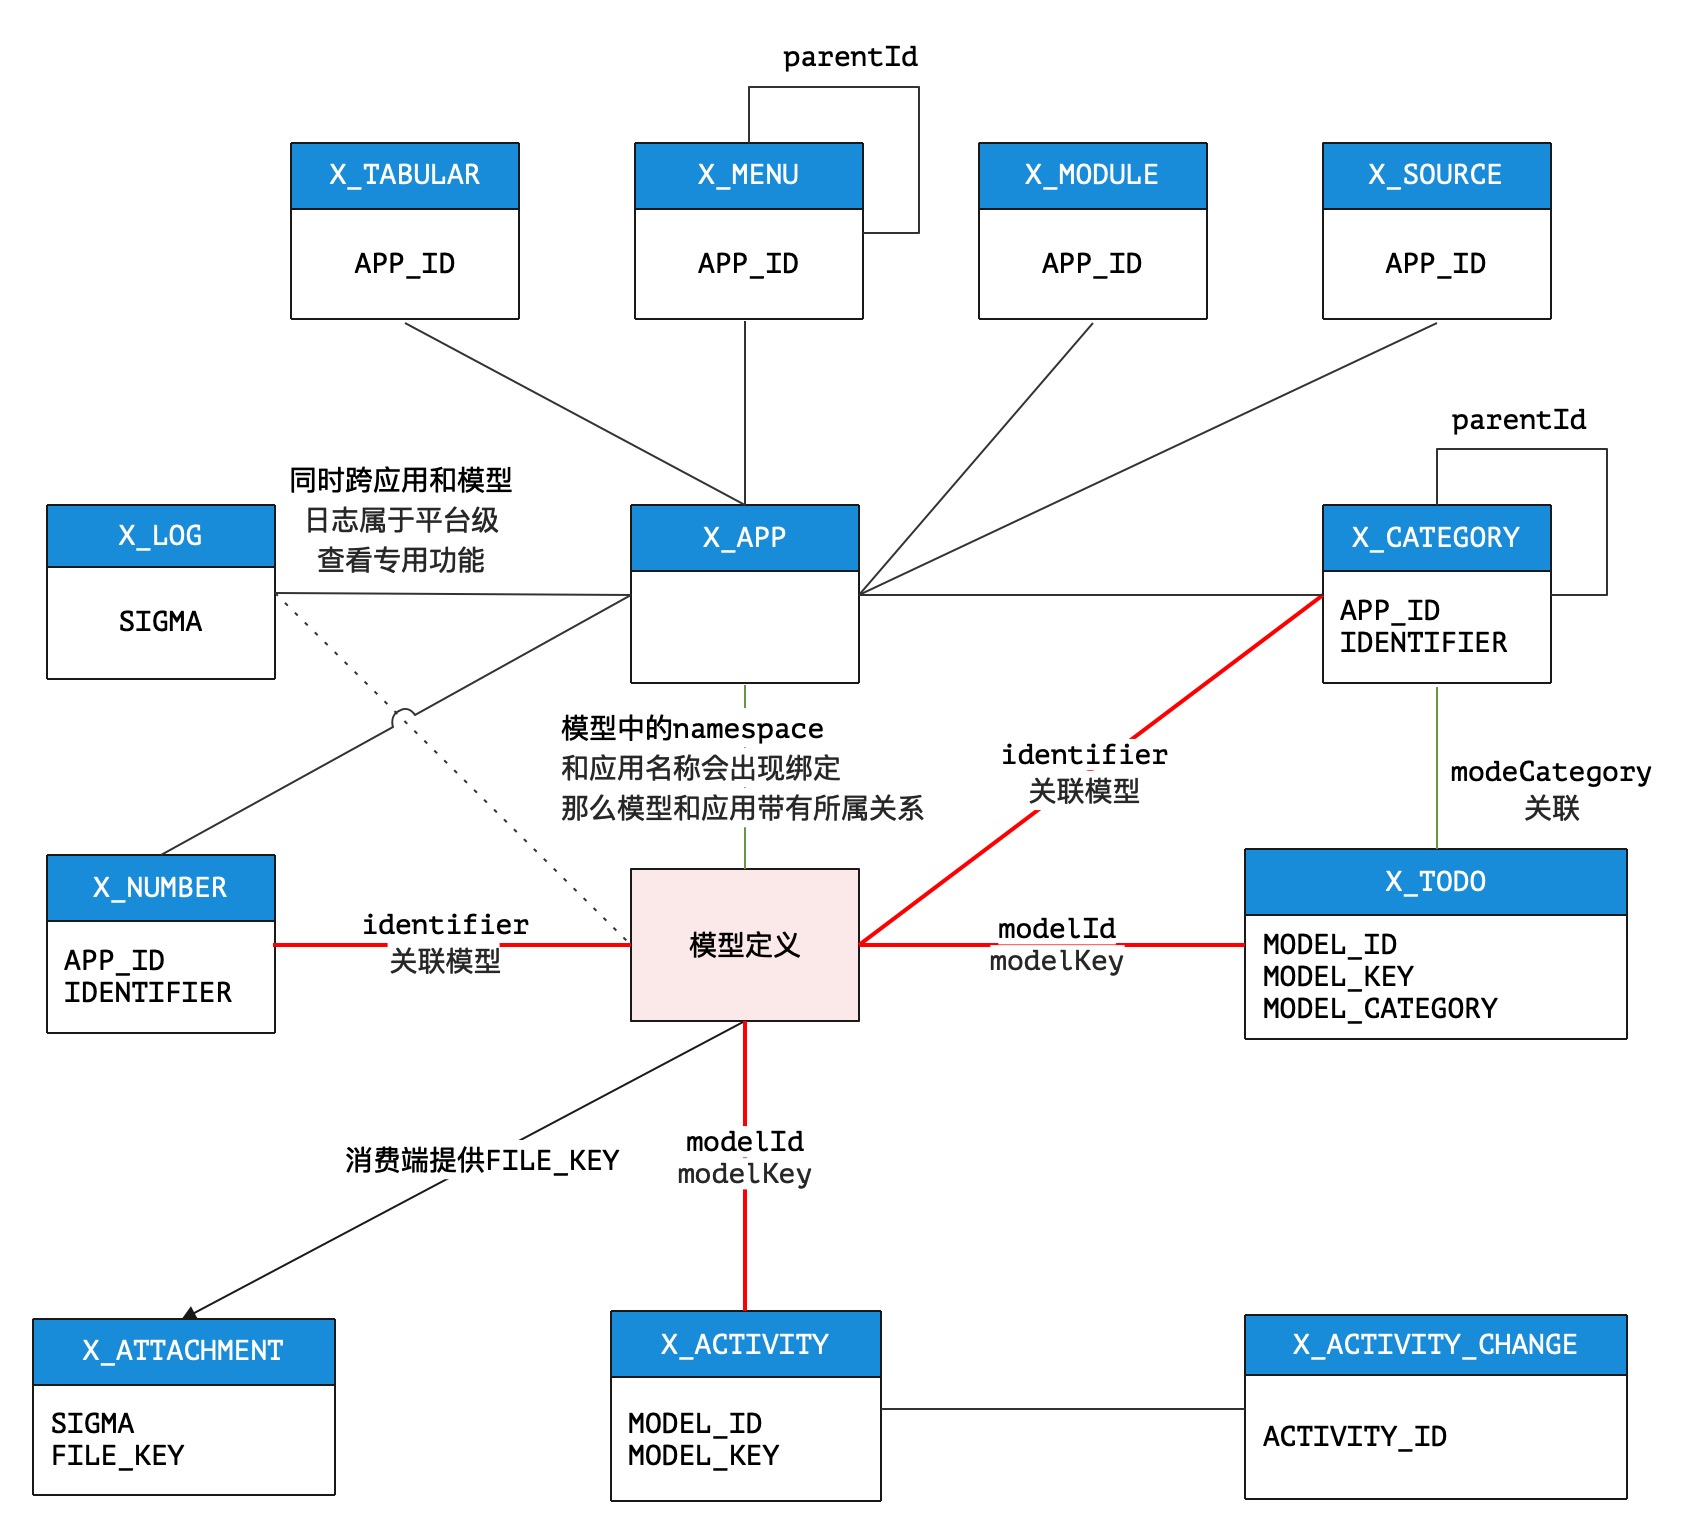 parentId
X_TABULAR
APP_ID
X_MENU
APP_ID
X_MODULE
APP_ID
X_SOURCE
APP_ID
parentId
同时跨应用和模型
日志属于平台级
查看专用功能
X_LOG
SIGMA
X_APP
X_CATEGORY
APP_ID
IDENTIFIER
模型中的namespace
和应用名称会出现绑定
那么模型和应用带有所属关系
identifier
关联模型
modeCategory
关联
X_NUMBER
APP_ID
IDENTIFIER
identifier
关联模型
模型定义
modelId
modelKey
X_TODO
MODEL_ID
MODEL_KEY
MODEL_CATEGORY
消费端提供FILE_KEY
modelId
modelKey
X_ATTACHMENT
SIGMA
FILE_KEY
X_ACTIVITY
MODEL_ID
MODEL_KEY
X_ACTIVITY_CHANGE
ACTIVITY_ID